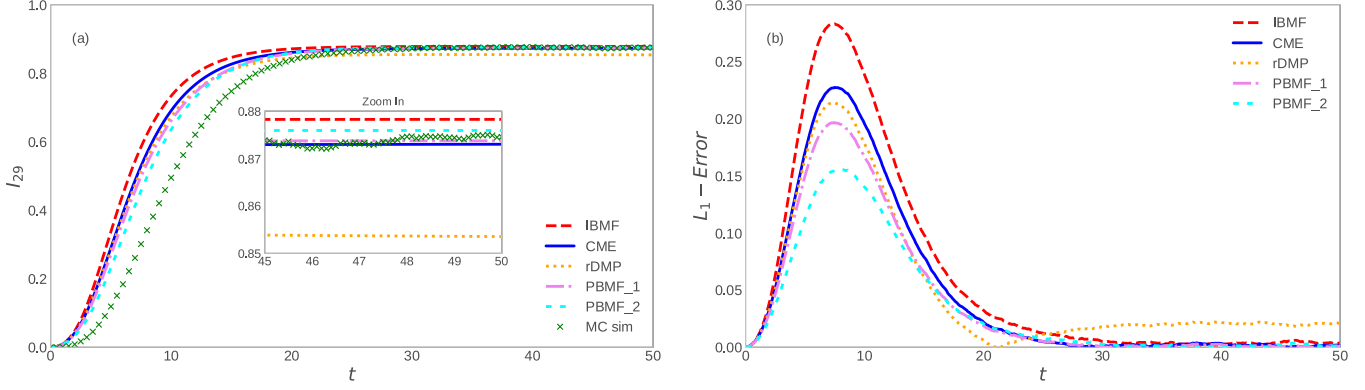 (a)
I29
1.0
0.8
0.6
0.4
0.2
0.0
0
10
20
30
40
50
t
Zoom In
0.88
0.87
0.86
0.85
45
46
47
48
49
50
IBMF
CME
rDMP
PBMF_1
PBMF_2
MC sim
(b)
L1 − Error
0.30
0.25
0.20
0.15
0.10
0.05
0.00
0
10
20
30
40
50
t
IBMF
CME
rDMP
PBMF_1
PBMF_2